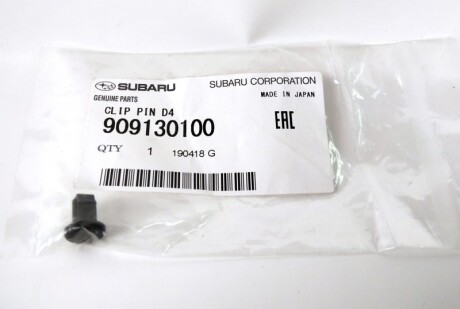 SUBARU SUBARU CORPORATION
GENUINE PARTS MADE IN JAPAN
CLIP PIN D4
909130100 EAC
QTY 1 190418 G